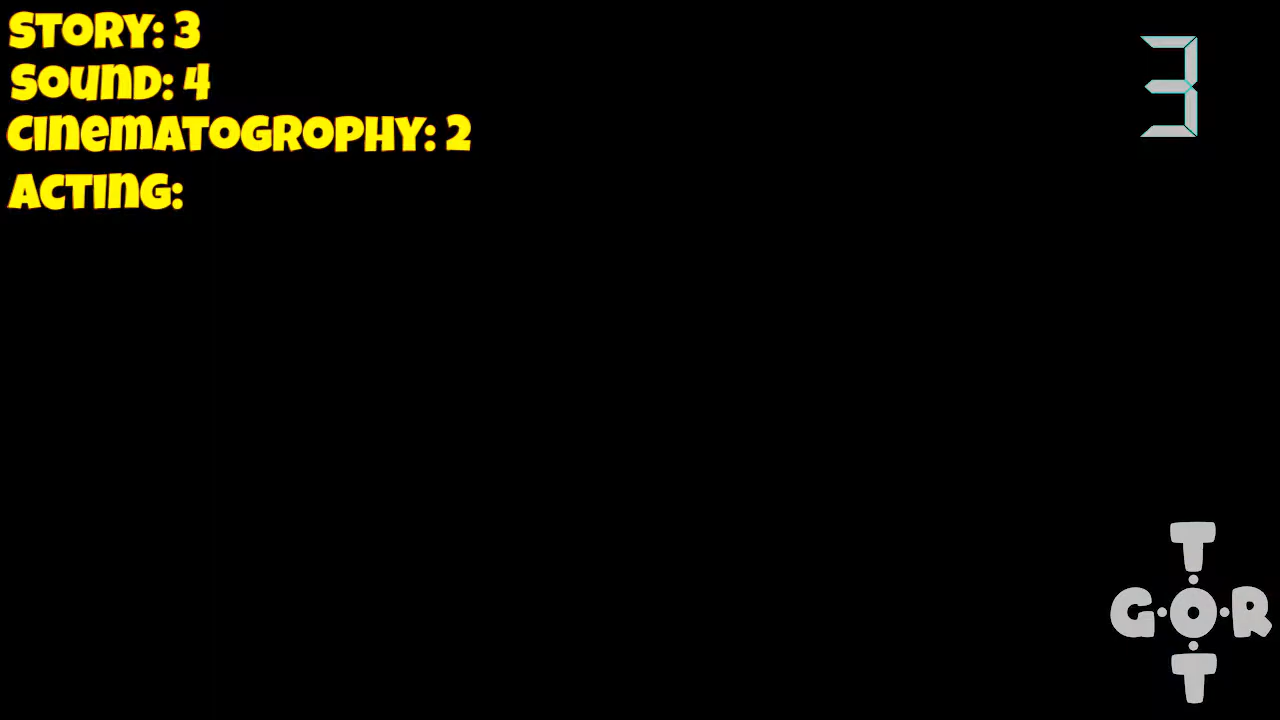 STORY: 3
SOUND: 4
CINEMATOGROPHY: 2
ACTING:
3
T
G·O·R
T